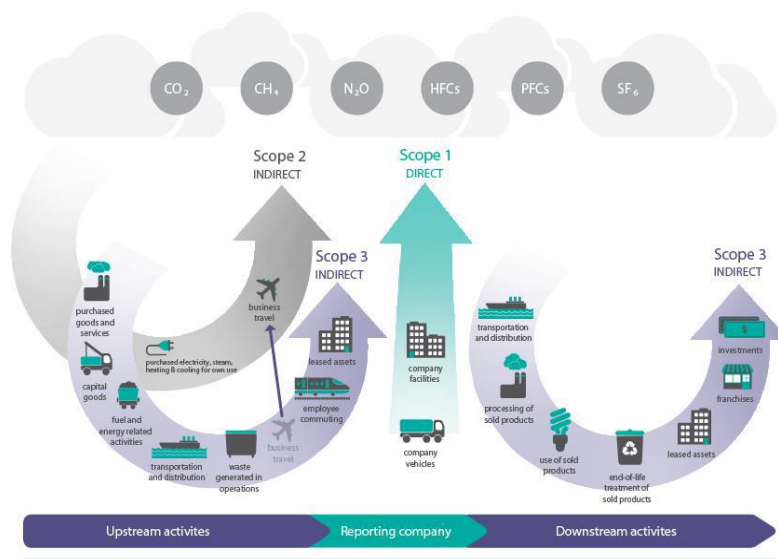 CO₂
CH₄
N₂O
HFCs
PFCs
SF₆
Scope 2
INDIRECT
Scope 1
DIRECT
Scope 3
INDIRECT
Scope 3
INDIRECT
purchased
goods and
services
capital
goods
fuel and
energy related
activities
purchased electricity, steam,
heating & cooling for own use
transportation
and distribution
waste
generated in
operations
business
travel
business
travel
employee
commuting
leased assets
company
facilities
company
vehicles
transportation
and distribution
processing of
sold products
use of sold
products
end-of-life
treatment of
sold products
leased assets
franchises
investments
$
Upstream activites
Reporting company
Downstream activites